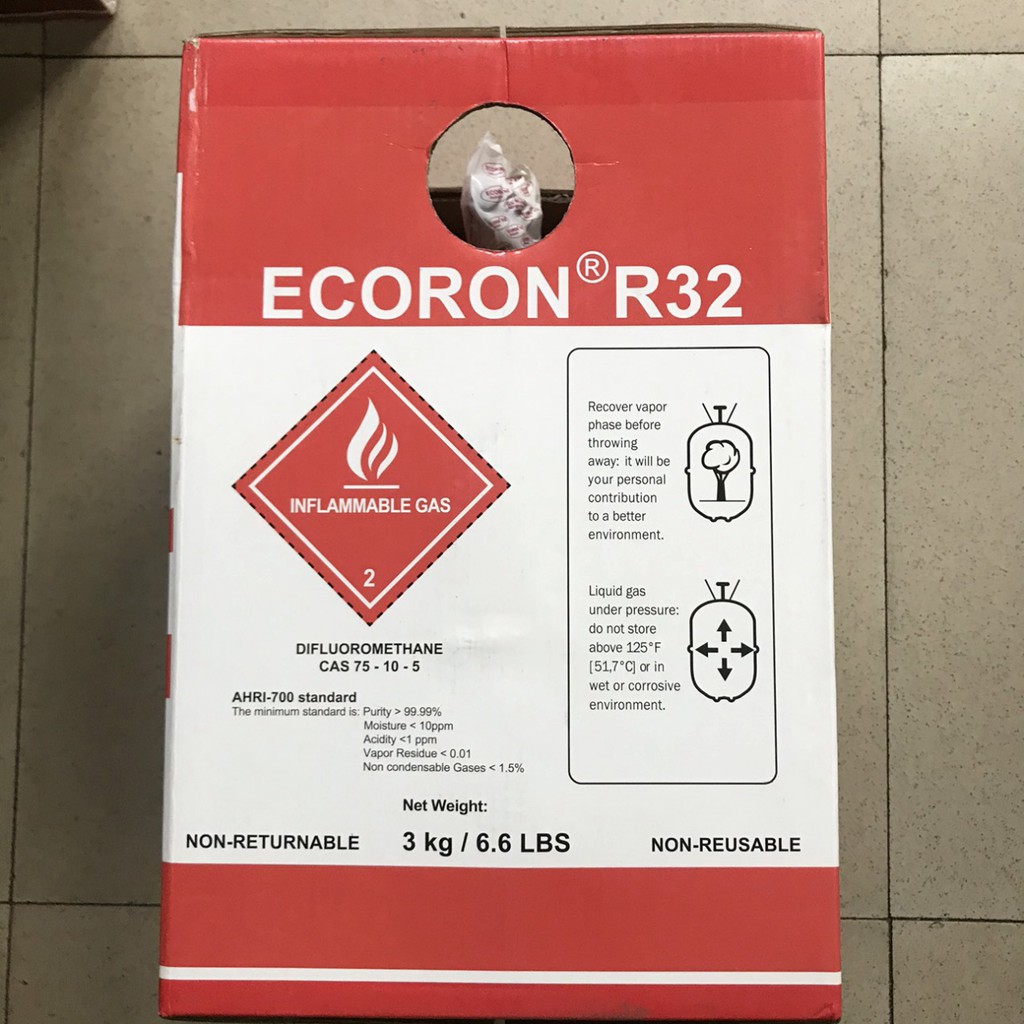 ECORON® R32
INFLAMMABLE GAS
2
DIFLUOROMETHANE
CAS 75 - 10 - 5
AHRI-700 standard
The minimum standard is: Purity > 99.99%
Moisture < 10ppm
Acidity <1 ppm
Vapor Residue < 0.01
Non condensable Gases < 1.5%
Recover vapor
phase before
throwing
away: it will be
your personal
contribution
to a better
environment.
Liquid gas
under pressure:
do not store
above 125°F
[51,7°C] or in
wet or corrosive
environment.
Net Weight:
NON-RETURNABLE 3 kg / 6.6 LBS NON-REUSABLE